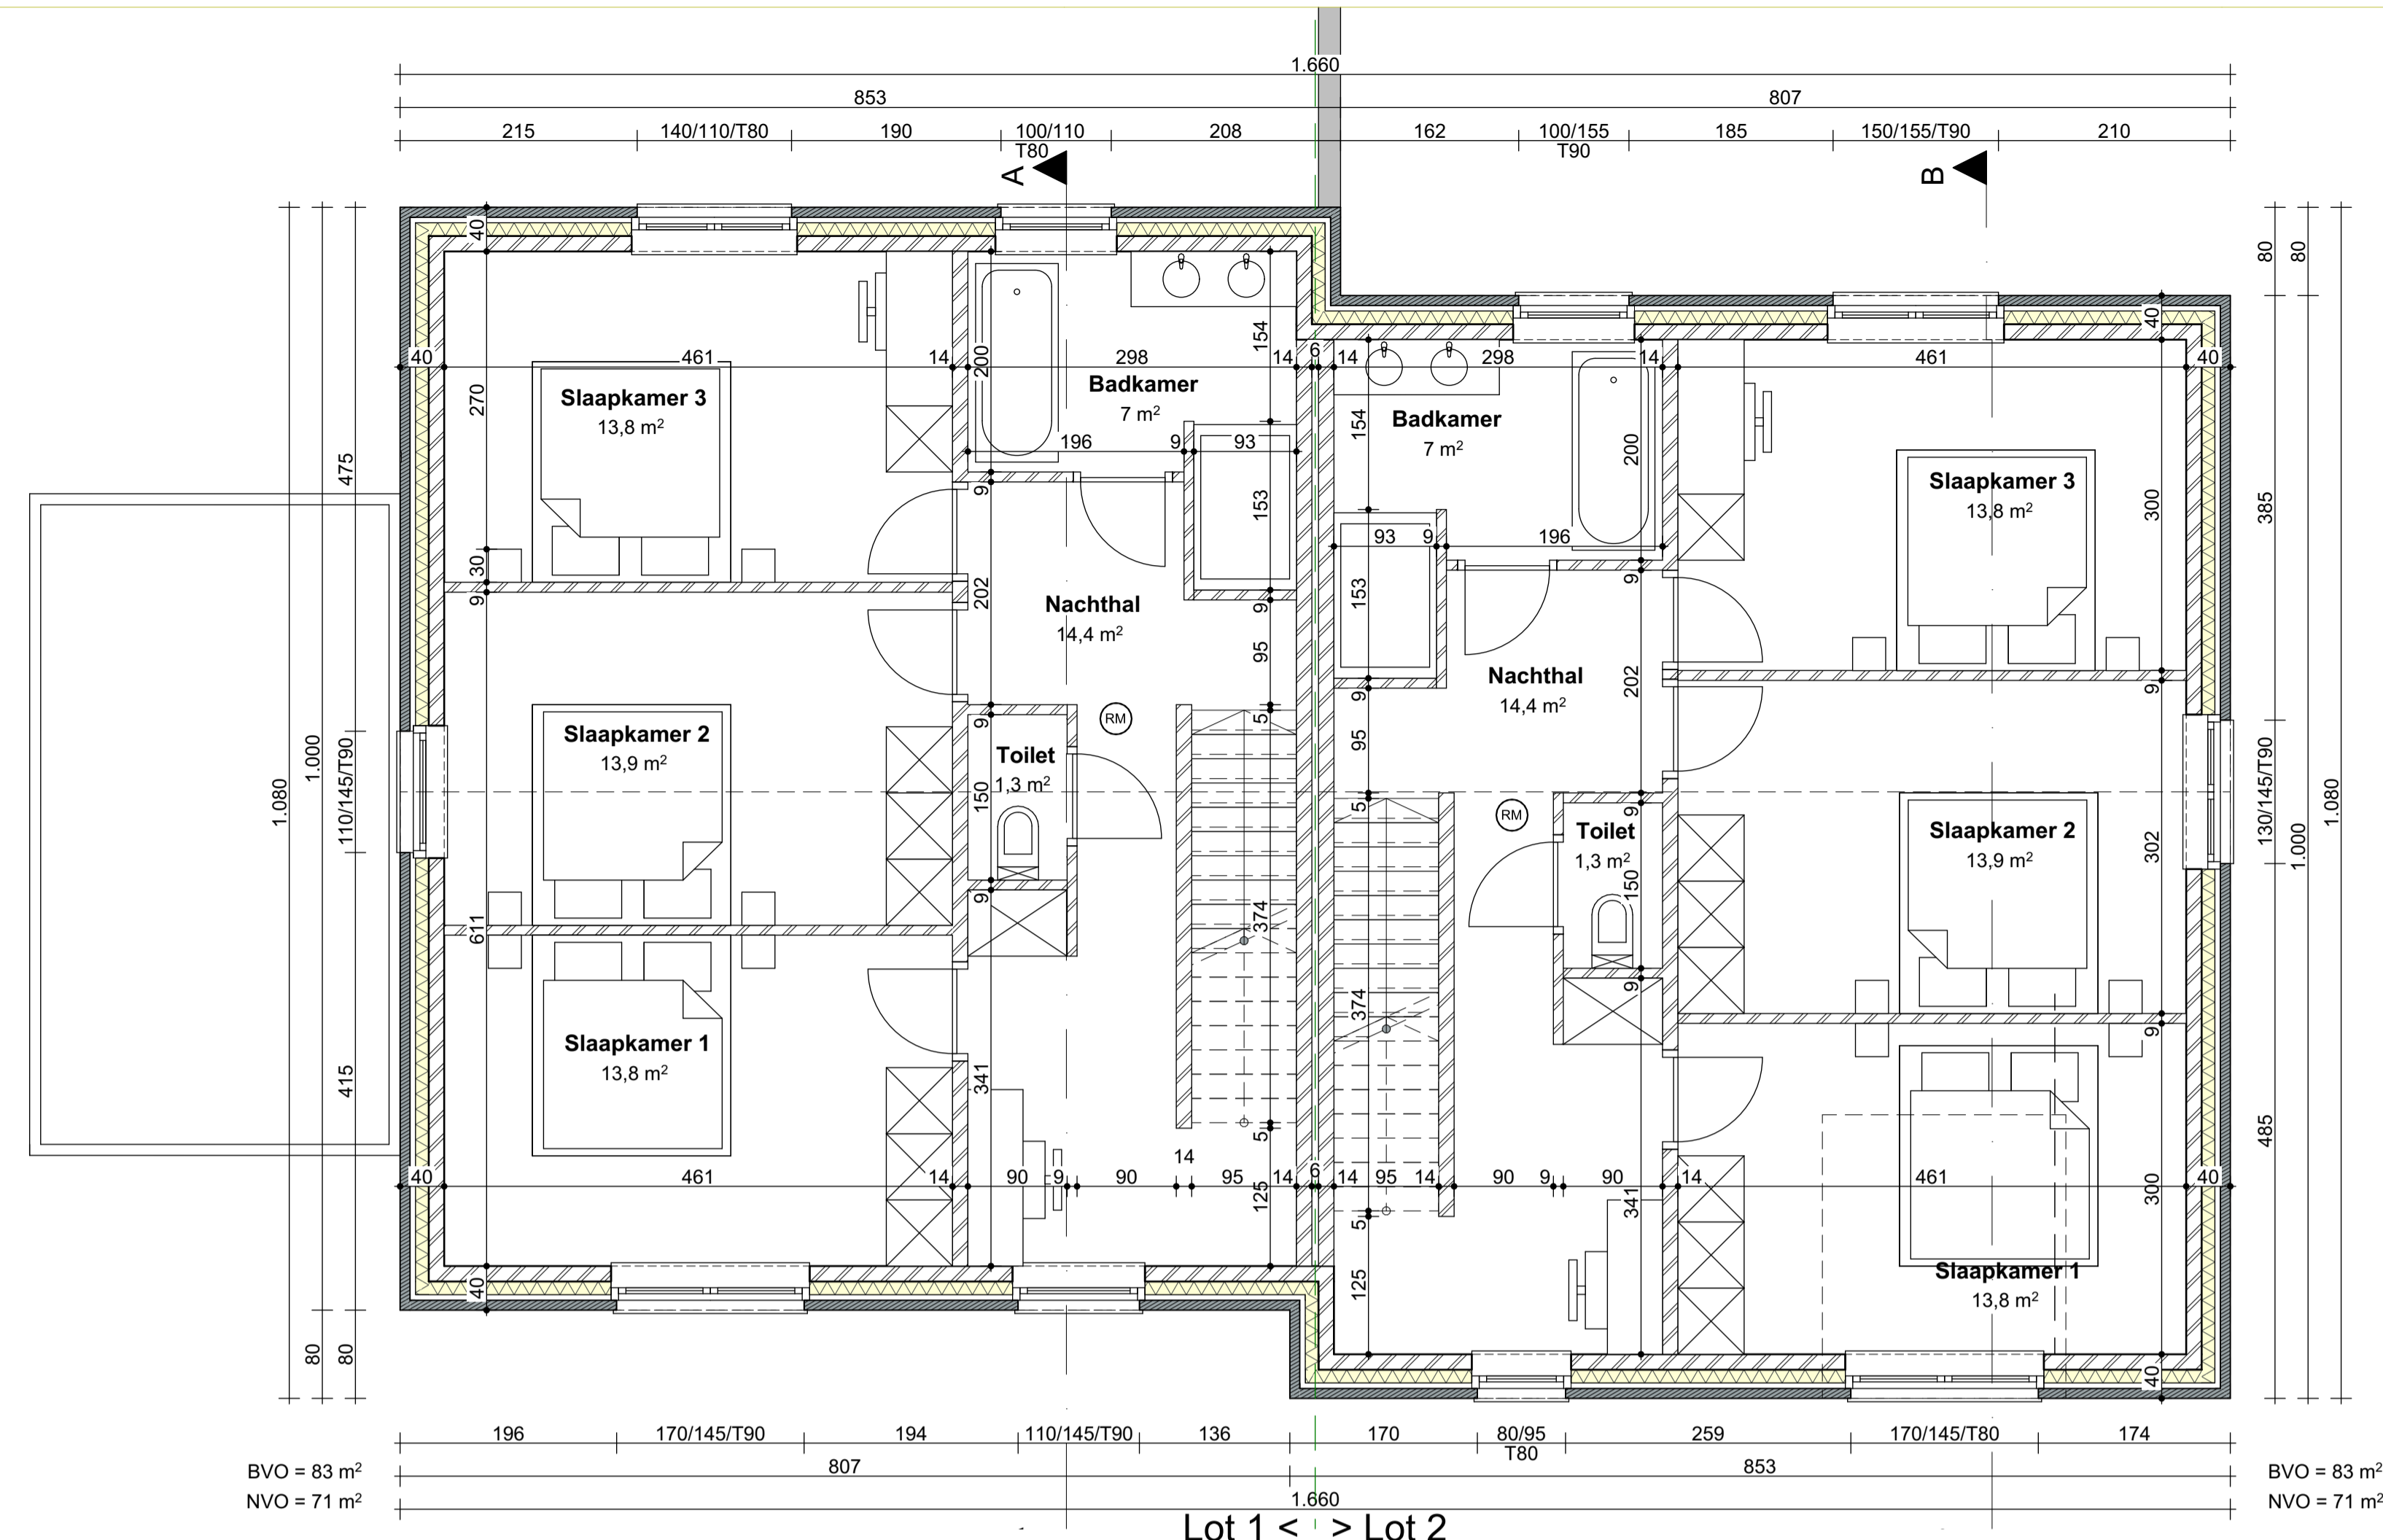 1.660
853 807
215 140/110/T80 190 100/110 208 162 100/155 185 150/155/T90 210
T80 T90
A B
40 80 80
40
154
40 461 14 200 298 14 6 14 298 14 461 40
270
Slaapkamer 3
13,8 m²
Badkamer
7 m²
Badkamer
7 m²
154 200
196 9 93
475
9 153
Slaapkamer 3
13,8 m²
300 385
93 9 196
30 9
202
Nachthal
14,4 m²
9 95
153 9
9 95
Nachthal
14,4 m²
202
9
Slaapkamer 2
13,9 m²
9
RM
5
Toilet
1,3 m²
150
1.080 1.000 110/145/T90
5
RM
9
Toilet
1,3 m²
150
Slaapkamer 2
13,9 m²
302
130/145/T90 1.000 1.080
611
9
374
374
9
9
Slaapkamer 1
13,8 m²
415
341
5
14
40 461 14 90 9 90 95 14 6 14 95 14 90 9 90 14 461 40
125
5
341
300 485
125
Slaapkamer 1
13,8 m²
40
80 80
40
196 170/145/T90 194 110/145/T90 136 170 80/95 259 170/145/T80 174
T80
807 853
BVO = 83 m² BVO = 83 m²
NVO = 71 m² NVO = 71 m²
1.660
Lot 1 < > Lot 2